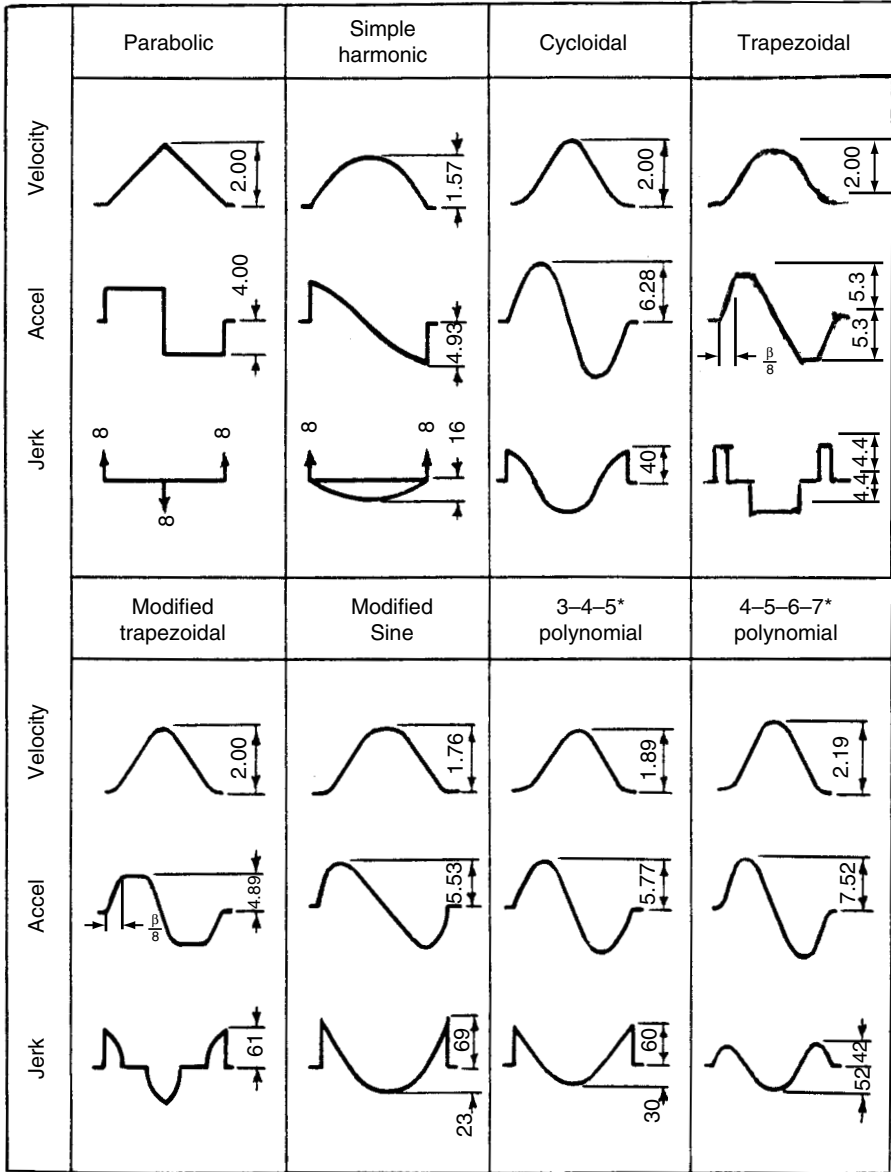 Parabolic
Simple
harmonic
Cycloidal
Trapezoidal
Velocity
2.00
1.57
2.00
2.00
Accel
4.00
4.93
6.28
5.3
5.3
β/8
Jerk
∞
∞
∞
∞
∞
16
40
4.4
4.4
Modified
trapezoidal
Modified
Sine
3–4–5*
polynomial
4–5–6–7*
polynomial
Velocity
2.00
1.76
1.89
2.19
Accel
β/8
4.89
5.53
5.77
7.52
Jerk
61
69
23
60
30
42
52